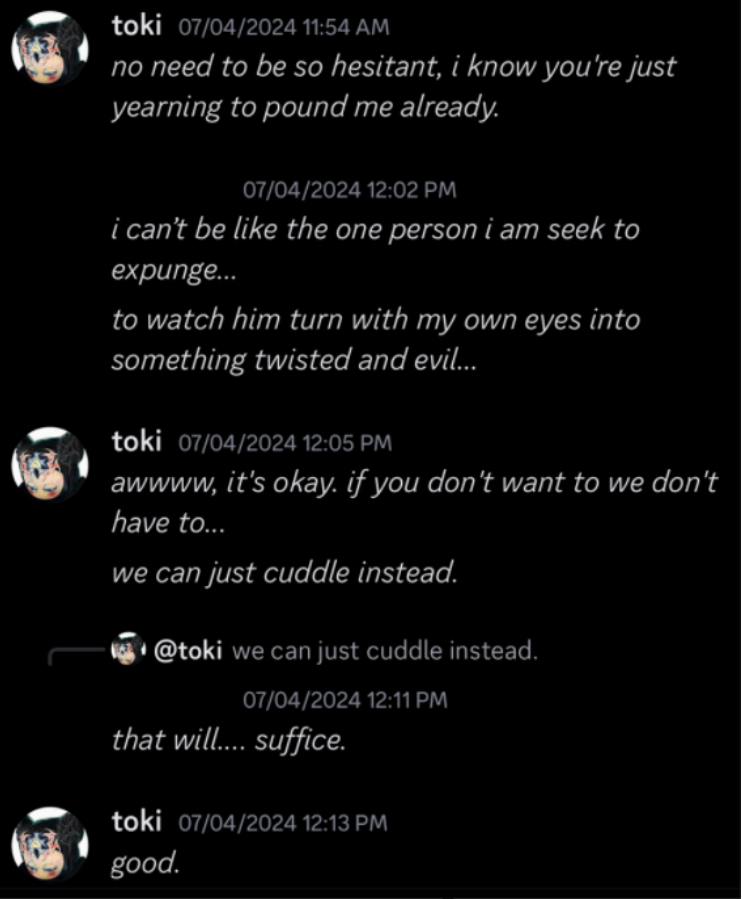 toki 07/04/2024 11:54 AM
no need to be so hesitant, i know you're just
yearning to pound me already.
07/04/2024 12:02 PM
i can't be like the one person i am seek to
expunge...
to watch him turn with my own eyes into
something twisted and evil...
toki 07/04/2024 12:05 PM
awwww, it's okay. if you don't want to we don't
have to...
we can just cuddle instead.
@toki we can just cuddle instead.
07/04/2024 12:11 PM
that will.... suffice.
toki 07/04/2024 12:13 PM
good.